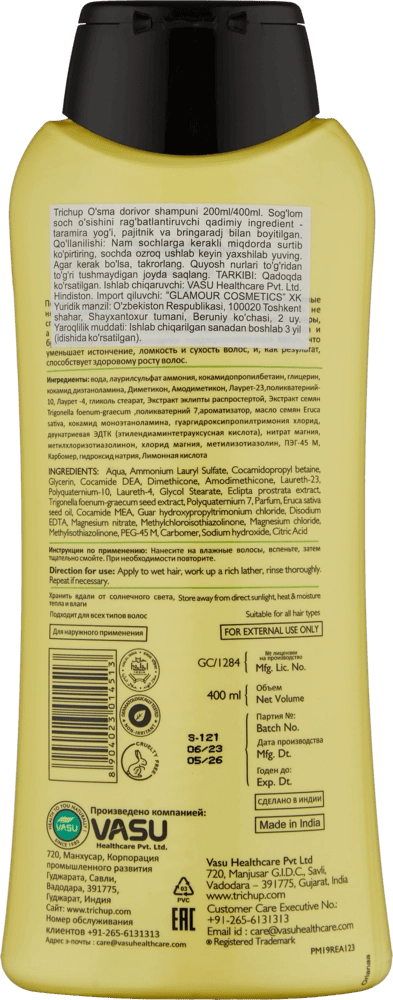 Trichup O'sma dorivor shampuni 200ml/400ml. Sog'lom
soch o'sishini rag'batlantiruvchi qadimiy ingredient -
taramira yog'i, pajitnik va bringaradj bilan boyitilgan.
Qo'llanilishi: Nam sochlarga kerakli miqdorda surtib
ko'pirtiring, sochda ozroq ushlab keyin yaxshilab yuving.
Agar kerak bo'lsa, takrorlang. Quyosh nurlari to'g'ridan
to'g'ri tushmaydigan joyda saqlang. TARKIBI: Qadoqda
ko'rsatilgan. Ishlab chiqaruvchi: VASU Healthcare Pvt. Ltd.
Hindiston. Import qiluvchi: "GLAMOUR COSMETICS" XK
Yuridik manzil: O'zbekiston Respublikasi, 100020 Toshkent
shahar, Shayxantoxur tumani, Beruniy ko'chasi, 2 uy.
Yaroqlilik muddati: Ishlab chiqarilgan sanadan boshlab 3 yil
(idishida ko'rsatilgan).
уменьшает истончение, ломкость и сухость волос, и, как результат,
способствует здоровому росту волос.
Ингредиенты: вода, лаурилсульфат аммония, кокамидопропилбетаин, глицерин,
кокамид диэтаноламина, Диметикон, Амодиметикон, Лаурет-23,поликватерний-
10, Лаурет -4, гликоль стеарат, Экстракт эклипты распростертой, Экстракт семян
Trigonella foenum-graecum ,поликватерний 7,ароматизатор, масло семян Eruca
sativa, кокамид моноэтаноламина, гуаргидроксипропилтримония хлорид,
двунатриевая ЭДТК (этилендиаминтетрауксусная кислота), нитрат магния,
метилхлороизотиазолинон, хлорид магния, метилизотиазолинон, ПЭГ-45 М,
Карбомер, гидроксид натрия, Лимонная кислота
INGREDIENTS: Aqua, Ammonium Lauryl Sulfate, Cocamidopropyl betaine,
Glycerin, Cocamide DEA, Dimethicone, Amodimethicone, Laureth-23,
Polyquaternium-10, Laureth-4, Glycol Stearate, Eclipta prostrata extract,
Trigonella foenum-graecum seed extract, Polyquaternium 7, Parfum, Eruca sativa
seed oil, Cocamide MEA, Guar hydroxypropyltrimonium chloride, Disodium
EDTA, Magnesium nitrate, Methylchloroisothiazolinone, Magnesium chloride,
Methylisothiazolinone, PEG-45 M, Carbomer, Sodium hydroxide, Citric Acid
Инструкции по применению: Нанесите на влажные волосы, вспеньте, затем
тщательно смойте. При необходимости повторите.
Direction for use: Apply to wet hair, work up a rich lather, rinse thoroughly.
Repeat if necessary.
Хранить вдали от солнечного света, тепла и влаги
Store away from direct sunlight, heat & moisture
Подходит для всех типов волос
Suitable for all hair types
Для наружного применения
FOR EXTERNAL USE ONLY
8 904023 014513
DERMATOLOGICALLY TESTED
CRUELTY FREE
GC/1284
№ лицензии
на производство
Mfg. Lic. No.
400 ml
Объем
Net Volume
S-121
06/23
05/26
Партия №:
Batch No.
Дата производства
Mfg. Dt.
Годен до:
Exp. Dt.
СДЕЛАНО В ИНДИИ
Made in India
HEALTH TO YOU NATURALLY
VASU
SINCE 1980
Произведено компанией:
VASU
Healthcare Pvt. Ltd.
720, Манхусар, Корпорация
промышленного развития
Гуджарата, Савли,
Вадодара, 391775,
Гуджарат, Индия
Сайт: www.trichup.com
Номер обслуживания
клиентов +91-265-6131313
Адрес э-почты : care@vasuhealthcare.com
03
PVC
EAC
Vasu Healthcare Pvt Ltd
720, Manjusar G.I.D.C., Savli,
Vadodara – 391775, Gujarat, India
www.trichup.com
Customer Care Executive No.:
+91-265-6131313
Email id : care@vasuhealthcare.com
® Registered Trademark
PM19REA123